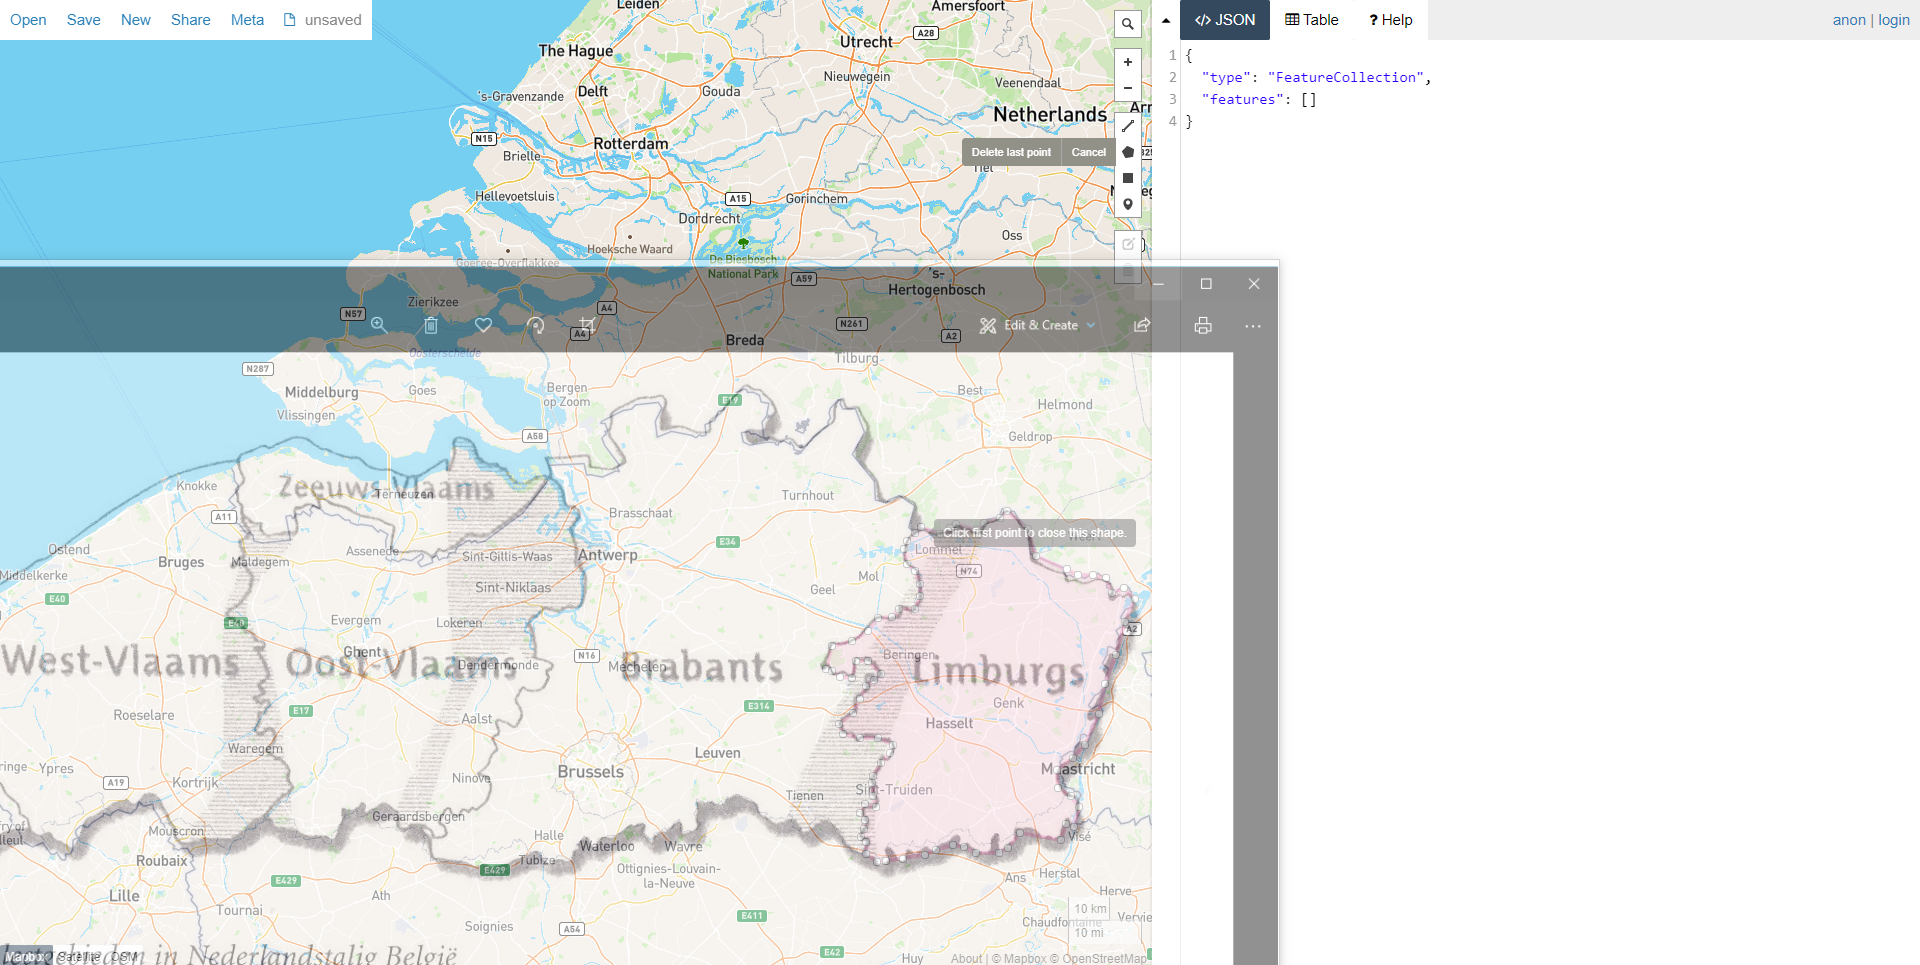 Open Save New Share Meta unsaved
</> JSON Table ? Help
anon | login
1 {
2 "type": "FeatureCollection",
3 "features": []
4 }
Leiden
Amersfoort
The Hague
Utrecht
A28
Nieuwegein
Veenendaal
's-Gravenzande
Delft
Gouda
Netherlands
N15
Rotterdam
Brielle
Delete last point Cancel
Hellevoetsluis
A15
Gorinchem
Dordrecht
Hoeksche Waard
Oss
Goeree-Overflakkee
De Biesbosch
National Park
A59
's-
Hertogenbosch
Zierikzee
N57
A4
A4
N261
A2
Edit & Create
Breda
Oosterschelde
Tilburg
N287
Middelburg
Goes
Bergen
op Zoom
Best
Helmond
Vlissingen
E19
A58
Geldrop
Knokke
Zeeuws-Vlaams
Terneuzen
Turnhout
A11
Brasschaat
Click first point to close this shape.
Ostend
Assenede
Sint-Gillis-Waas
Antwerp
E34
Lommel
Bruges
Maldegem
Middelkerke
Sint-Niklaas
Geel
Mol
N74
E40
E40
Evergem
Lokeren
A2
West-Vlaams
Oost-Vlaams
Ghent
Dendermonde
N16
Mechelen
Brabants
Beringen
Limburgs
Roeselare
E17
Aalst
E314
Genk
Hasselt
Waregem
Leuven
Ypres
A19
Kortrijk
Ninove
Brussels
Maastricht
Tienen
Sint-Truiden
Mouscron
Geraardsbergen
Halle
Waterloo
Wavre
Visé
Roubaix
Tubize
E429
Ottignies-Louvain-
la-Neuve
Ans
Herstal
E429
Lille
Ath
Herve
Tournai
E411
10 km
Soignies
A54
Chaudfontaine
10 mi
E42
Huy
Mapbox Satellite OSM
in Nederlandstalig België
About | © Mapbox © OpenStreetMap